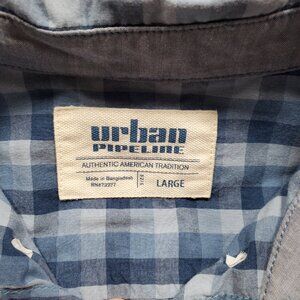 urban
PIPELINE
AUTHENTIC AMERICAN TRADITION
Made in Bangladesh
LARGE